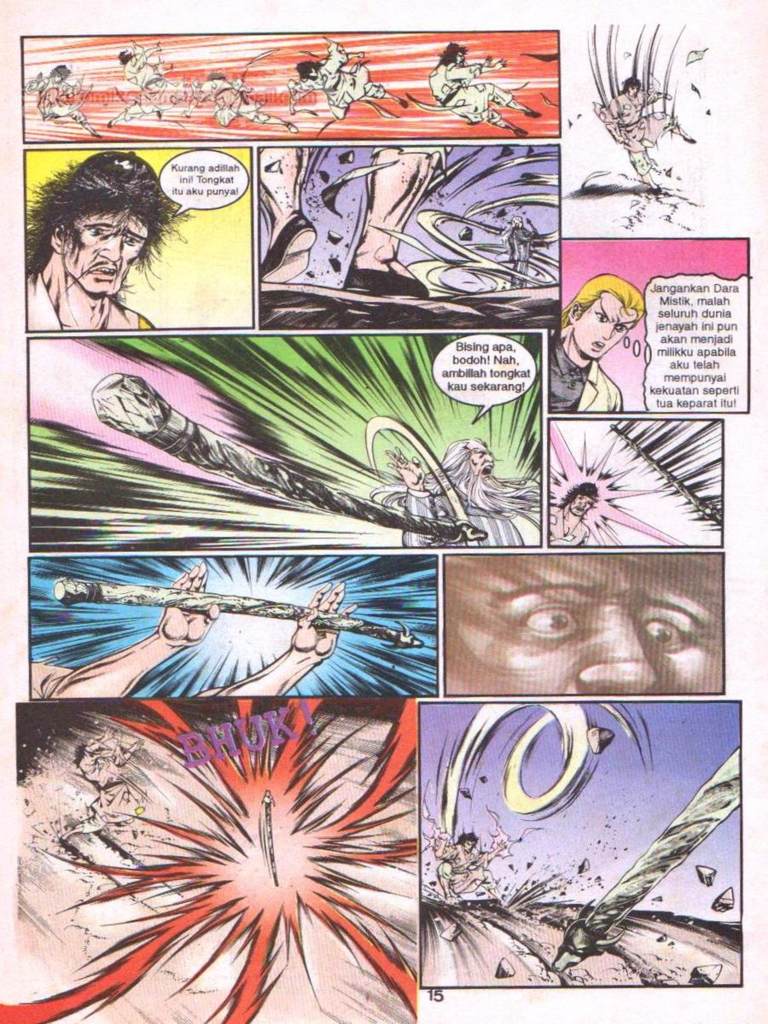 Kurang adillah
ini! Tongkat
itu aku punya!
Jangankan Dara
Mistik, malah
seluruh dunia
jenayah ini pun
akan menjadi
milikku apabila
aku telah
mempunyai
kekuatan seperti
tua keparat itu!
Bising apa,
bodoh! Nah,
ambillah tongkat
kau sekarang!
BHUK!
15